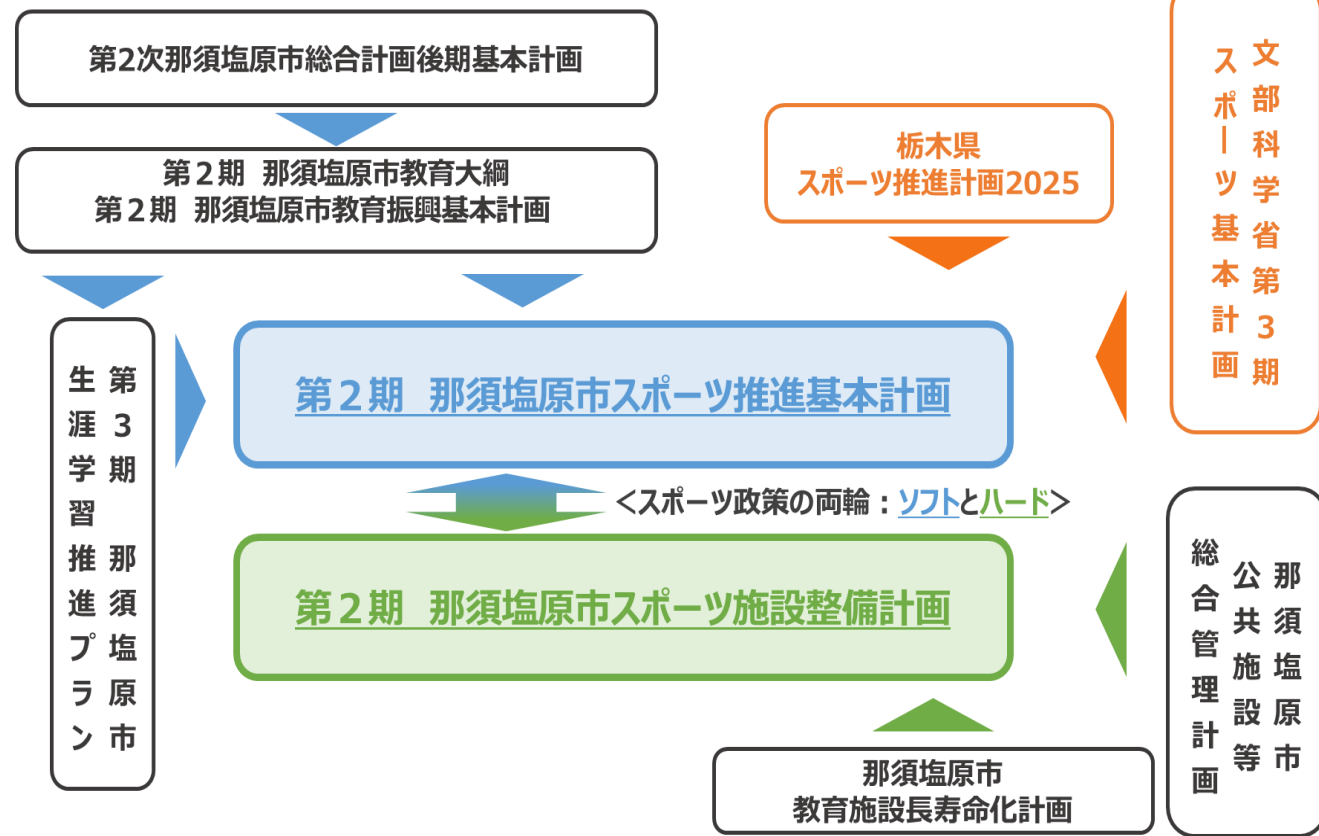 第2次那須塩原市総合計画後期基本計画
第２期 那須塩原市教育大綱
第２期 那須塩原市教育振興基本計画
栃木県
スポーツ推進計画2025
文部科学省第３期
スポーツ基本計画
第３期 那須塩原市
生涯学習推進プラン
第２期 那須塩原市スポーツ推進基本計画
<スポーツ政策の両輪：ソフトとハード>
第２期 那須塩原市スポーツ施設整備計画
那須塩原市
公共施設等
総合管理計画
那須塩原市
教育施設長寿命化計画